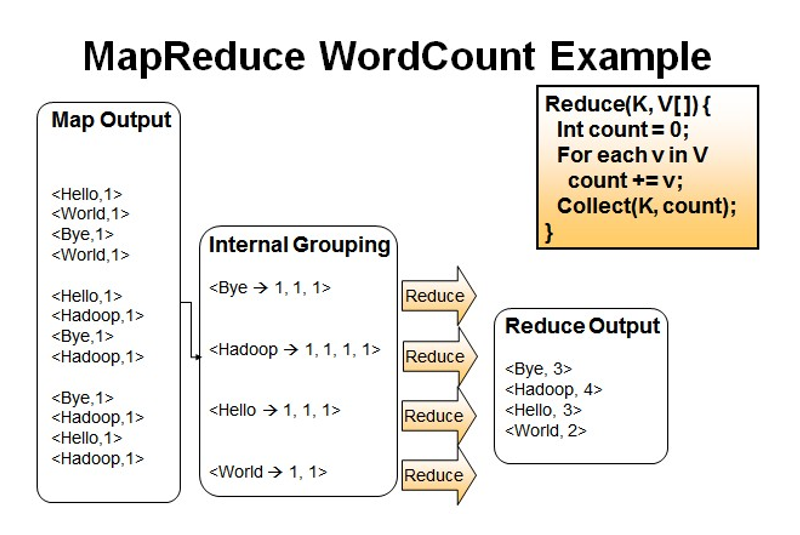 MapReduce WordCount Example
Map Output
<Hello,1>
<World,1>
<Bye,1>
<World,1>
<Hello,1>
<Hadoop,1>
<Bye,1>
<Hadoop,1>
<Bye,1>
<Hadoop,1>
<Hello,1>
<Hadoop,1>
Internal Grouping
<Bye → 1, 1, 1>
<Hadoop → 1, 1, 1, 1>
<Hello → 1, 1, 1>
<World → 1, 1>
Reduce
Reduce
Reduce
Reduce
Reduce(K, V[]) {
Int count = 0;
For each v in V
count += v;
Collect(K, count);
}
Reduce Output
<Bye, 3>
<Hadoop, 4>
<Hello, 3>
<World, 2>